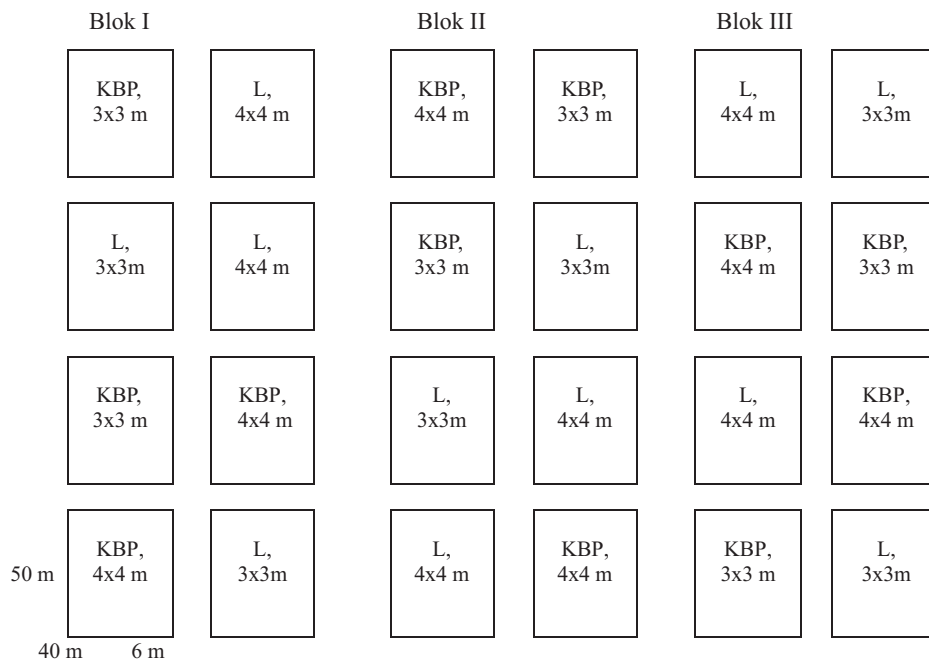 Blok I
Blok II
Blok III
KBP,
3x3 m
L,
4x4 m
KBP,
4x4 m
KBP,
3x3 m
L,
4x4 m
L,
3x3m
L,
3x3m
L,
4x4 m
KBP,
3x3 m
L,
3x3m
KBP,
4x4 m
KBP,
3x3 m
KBP,
3x3 m
KBP,
4x4 m
L,
3x3m
L,
4x4 m
L,
4x4 m
KBP,
4x4 m
KBP,
4x4 m
L,
3x3m
L,
4x4 m
KBP,
4x4 m
KBP,
3x3 m
L,
3x3m
50 m
40 m
6 m